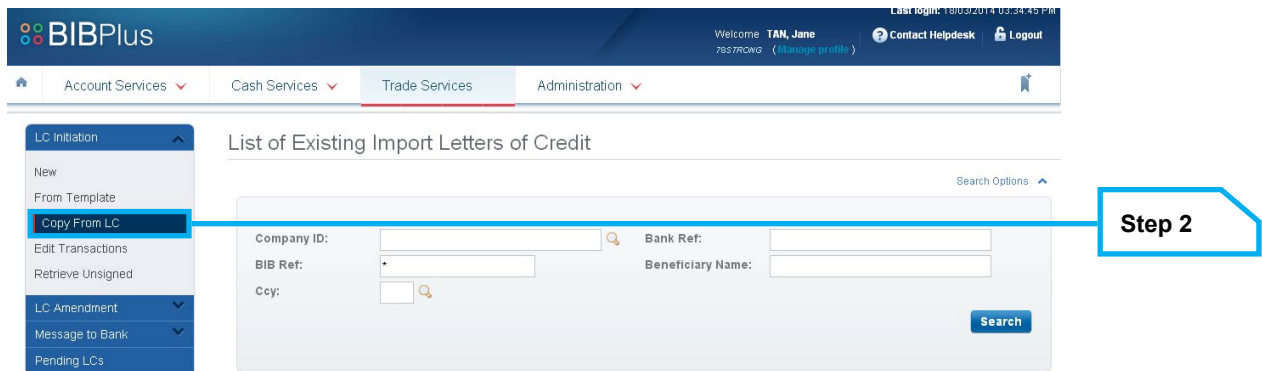 Last login: 18/03/2014 03:34:45 PM
BIBPlus
Welcome TAN, Jane
Contact Helpdesk
Logout
78STRONG (Manage profile)
Account Services
Cash Services
Trade Services
Administration
LC Initiation
New
From Template
Copy From LC
Edit Transactions
Retrieve Unsigned
LC Amendment
Message to Bank
Pending LCs
List of Existing Import Letters of Credit
Search Options
Company ID:
Bank Ref:
BIB Ref: *
Beneficiary Name:
Ccy:
Search
Step 2